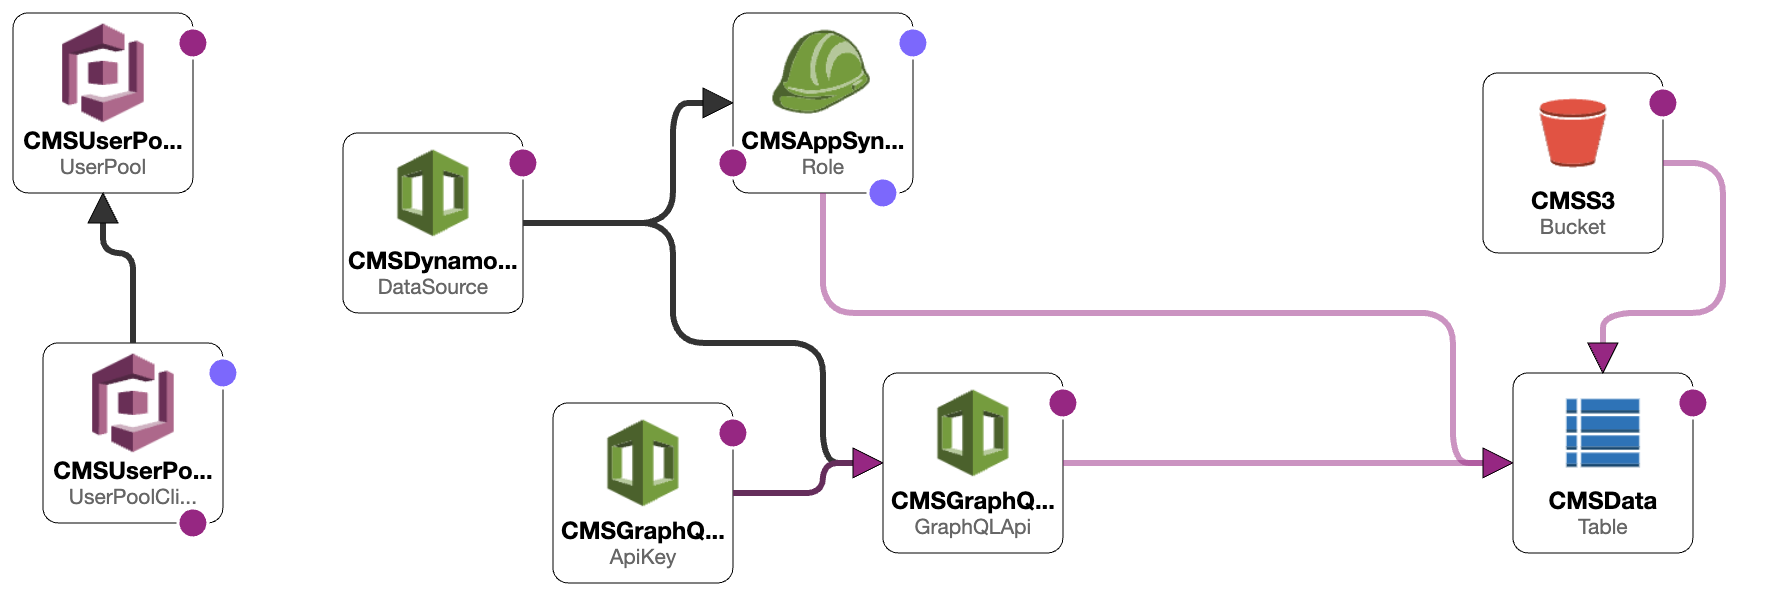 CMSUserPo...
UserPool
CMSDynamo...
DataSource
CMSAppSyn...
Role
CMSS3
Bucket
CMSUserPo...
UserPoolCli...
CMSGraphQ...
ApiKey
CMSGraphQ...
GraphQLApi
CMSData
Table